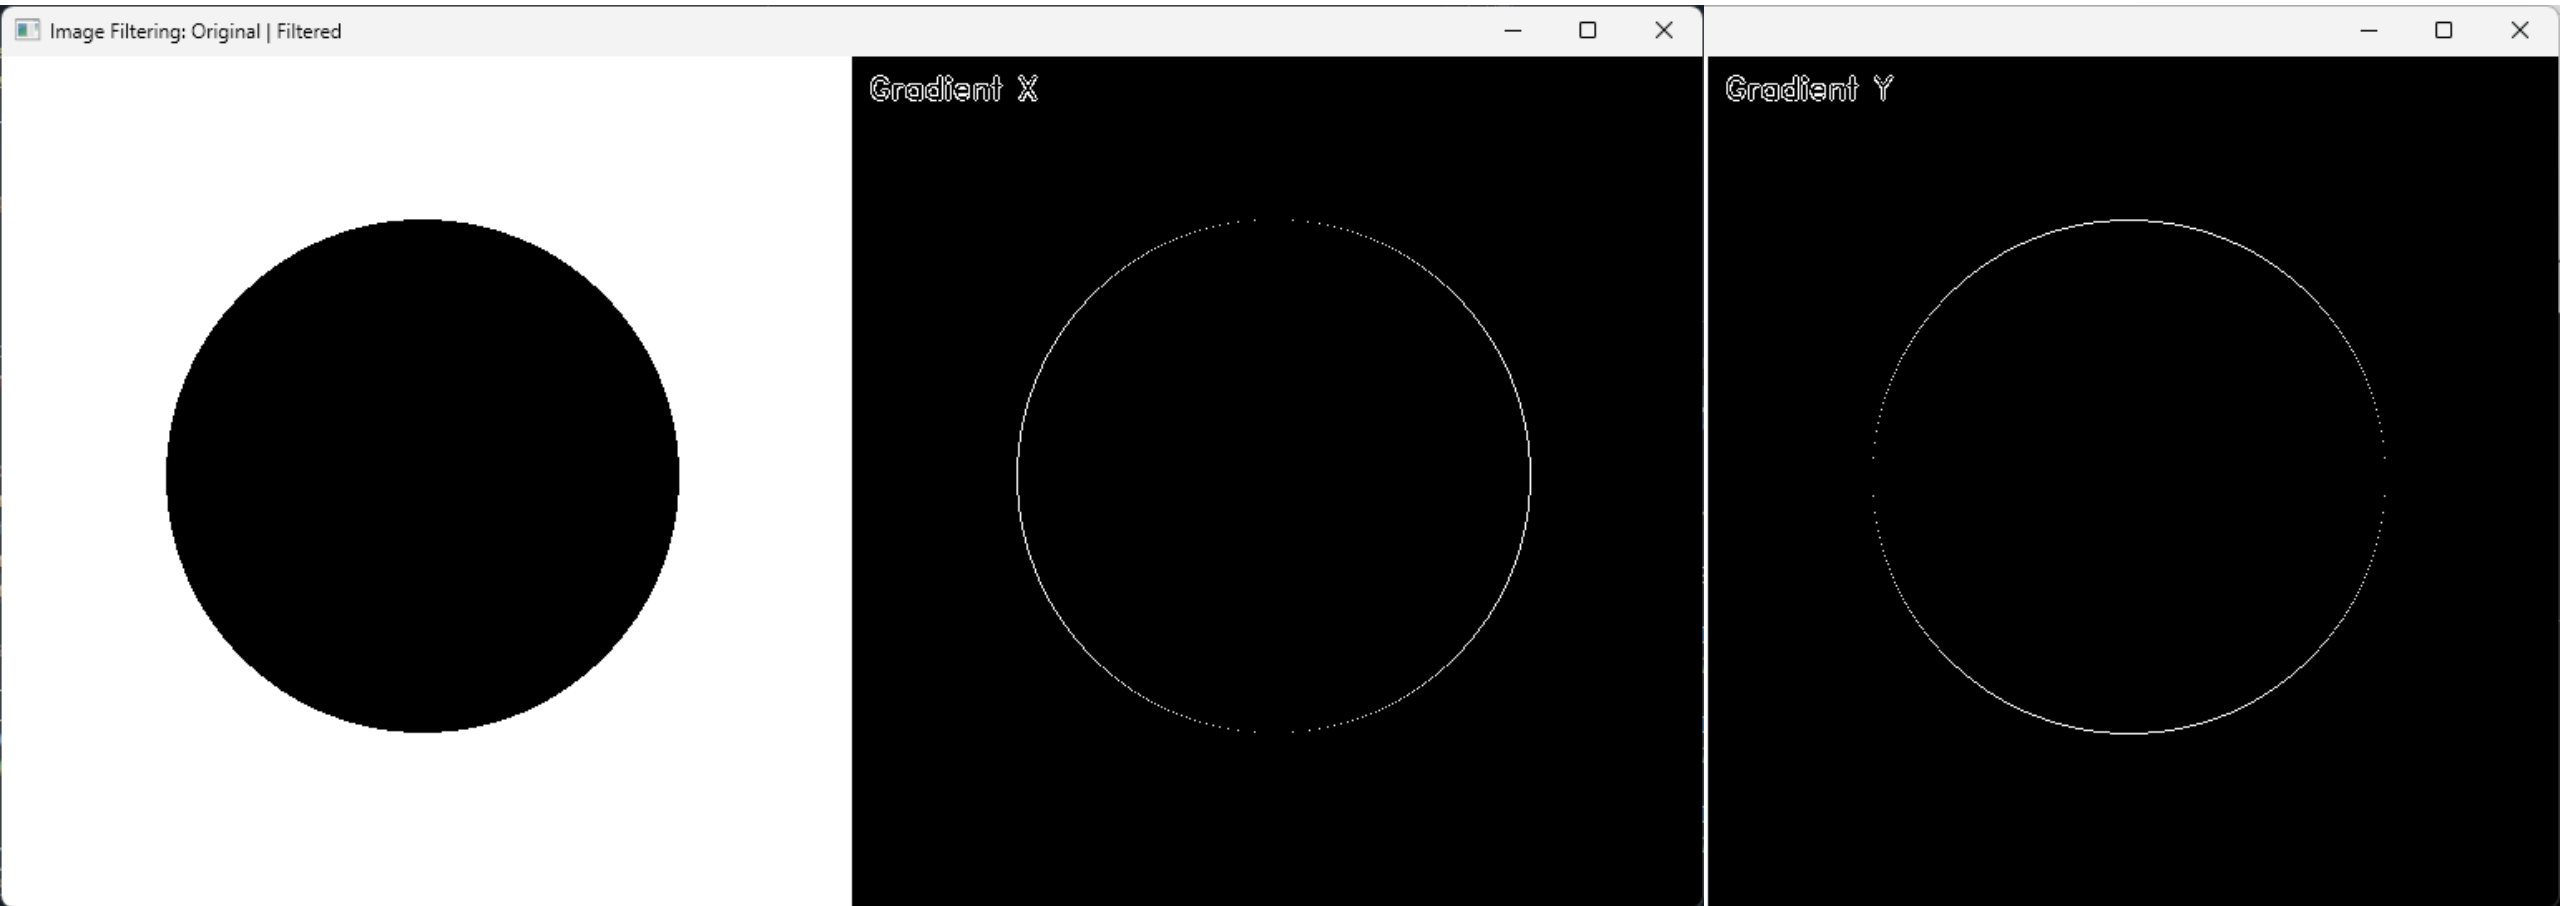 Image Filtering: Original | Filtered
Gradient X
Gradient Y